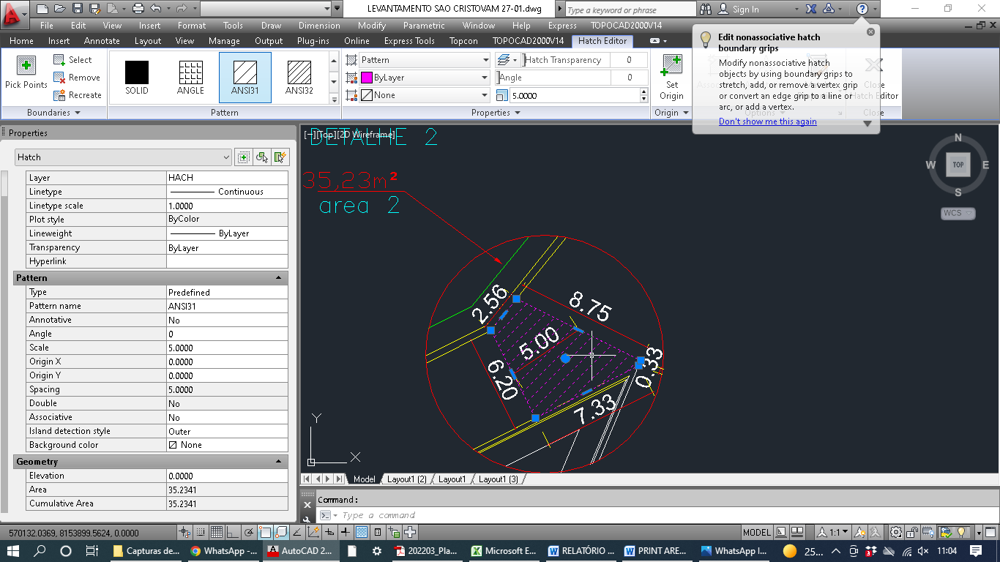 LEVANTAMENTO SAO CRISTOVAM 27-01.dwg
Type a keyword or phrase
Sign In
File Edit View Insert Format Tools Draw Dimension Modify Parametric Window Help Express TOPOCAD2000V14
Home Insert Annotate Layout View Manage Output Plug-ins Online Express Tools Topcon TOPOCAD2000V14 Hatch Editor
Pick Points
Select
Remove
Recreate
Boundaries
SOLID
ANGLE
ANSI31
ANSI32
Pattern
Pattern
ByLayer
None
Hatch Transparency 0
Angle 0
5.0000
Properties
Set
Origin
Origin
Close
Hatch Editor
Options
Close
Edit nonassociative hatch
boundary grips
Modify nonassociative hatch
objects by using boundary grips to
stretch, add, or remove a vertex grip
or convert an edge grip to a line or
arc, or add a vertex.
Don't show me this again
Properties
Hatch
Layer HACH
Linetype Continuous
Linetype scale 1.0000
Plot style ByColor
Lineweight ByLayer
Transparency ByLayer
Hyperlink
Pattern
Type Predefined
Pattern name ANSI31
Annotative No
Angle 0
Scale 5.0000
Origin X 0.0000
Origin Y 0.0000
Spacing 5.0000
Double No
Associative No
Island detection style Outer
Background color None
Geometry
Elevation 0.0000
Area 35.2341
Cumulative Area 35.2341
[−][Top][2D Wireframe]
DETALHE 2
35,23m²
area 2
2.56
8.75
5.00
6.20
0.33
7.33
N
W TOP E
S
WCS
Y
X
Model Layout1 (2) Layout1 Layout1 (3)
Command:
Type a command
570132.0369, 8153899.5624, 0.0000
MODEL
1:1
Capturas de...
WhatsApp -...
AutoCAD 2...
202203_Pla...
Microsoft E...
RELATÓRIO ...
PRINT ARE...
WhatsApp I...
25...
3
11:04